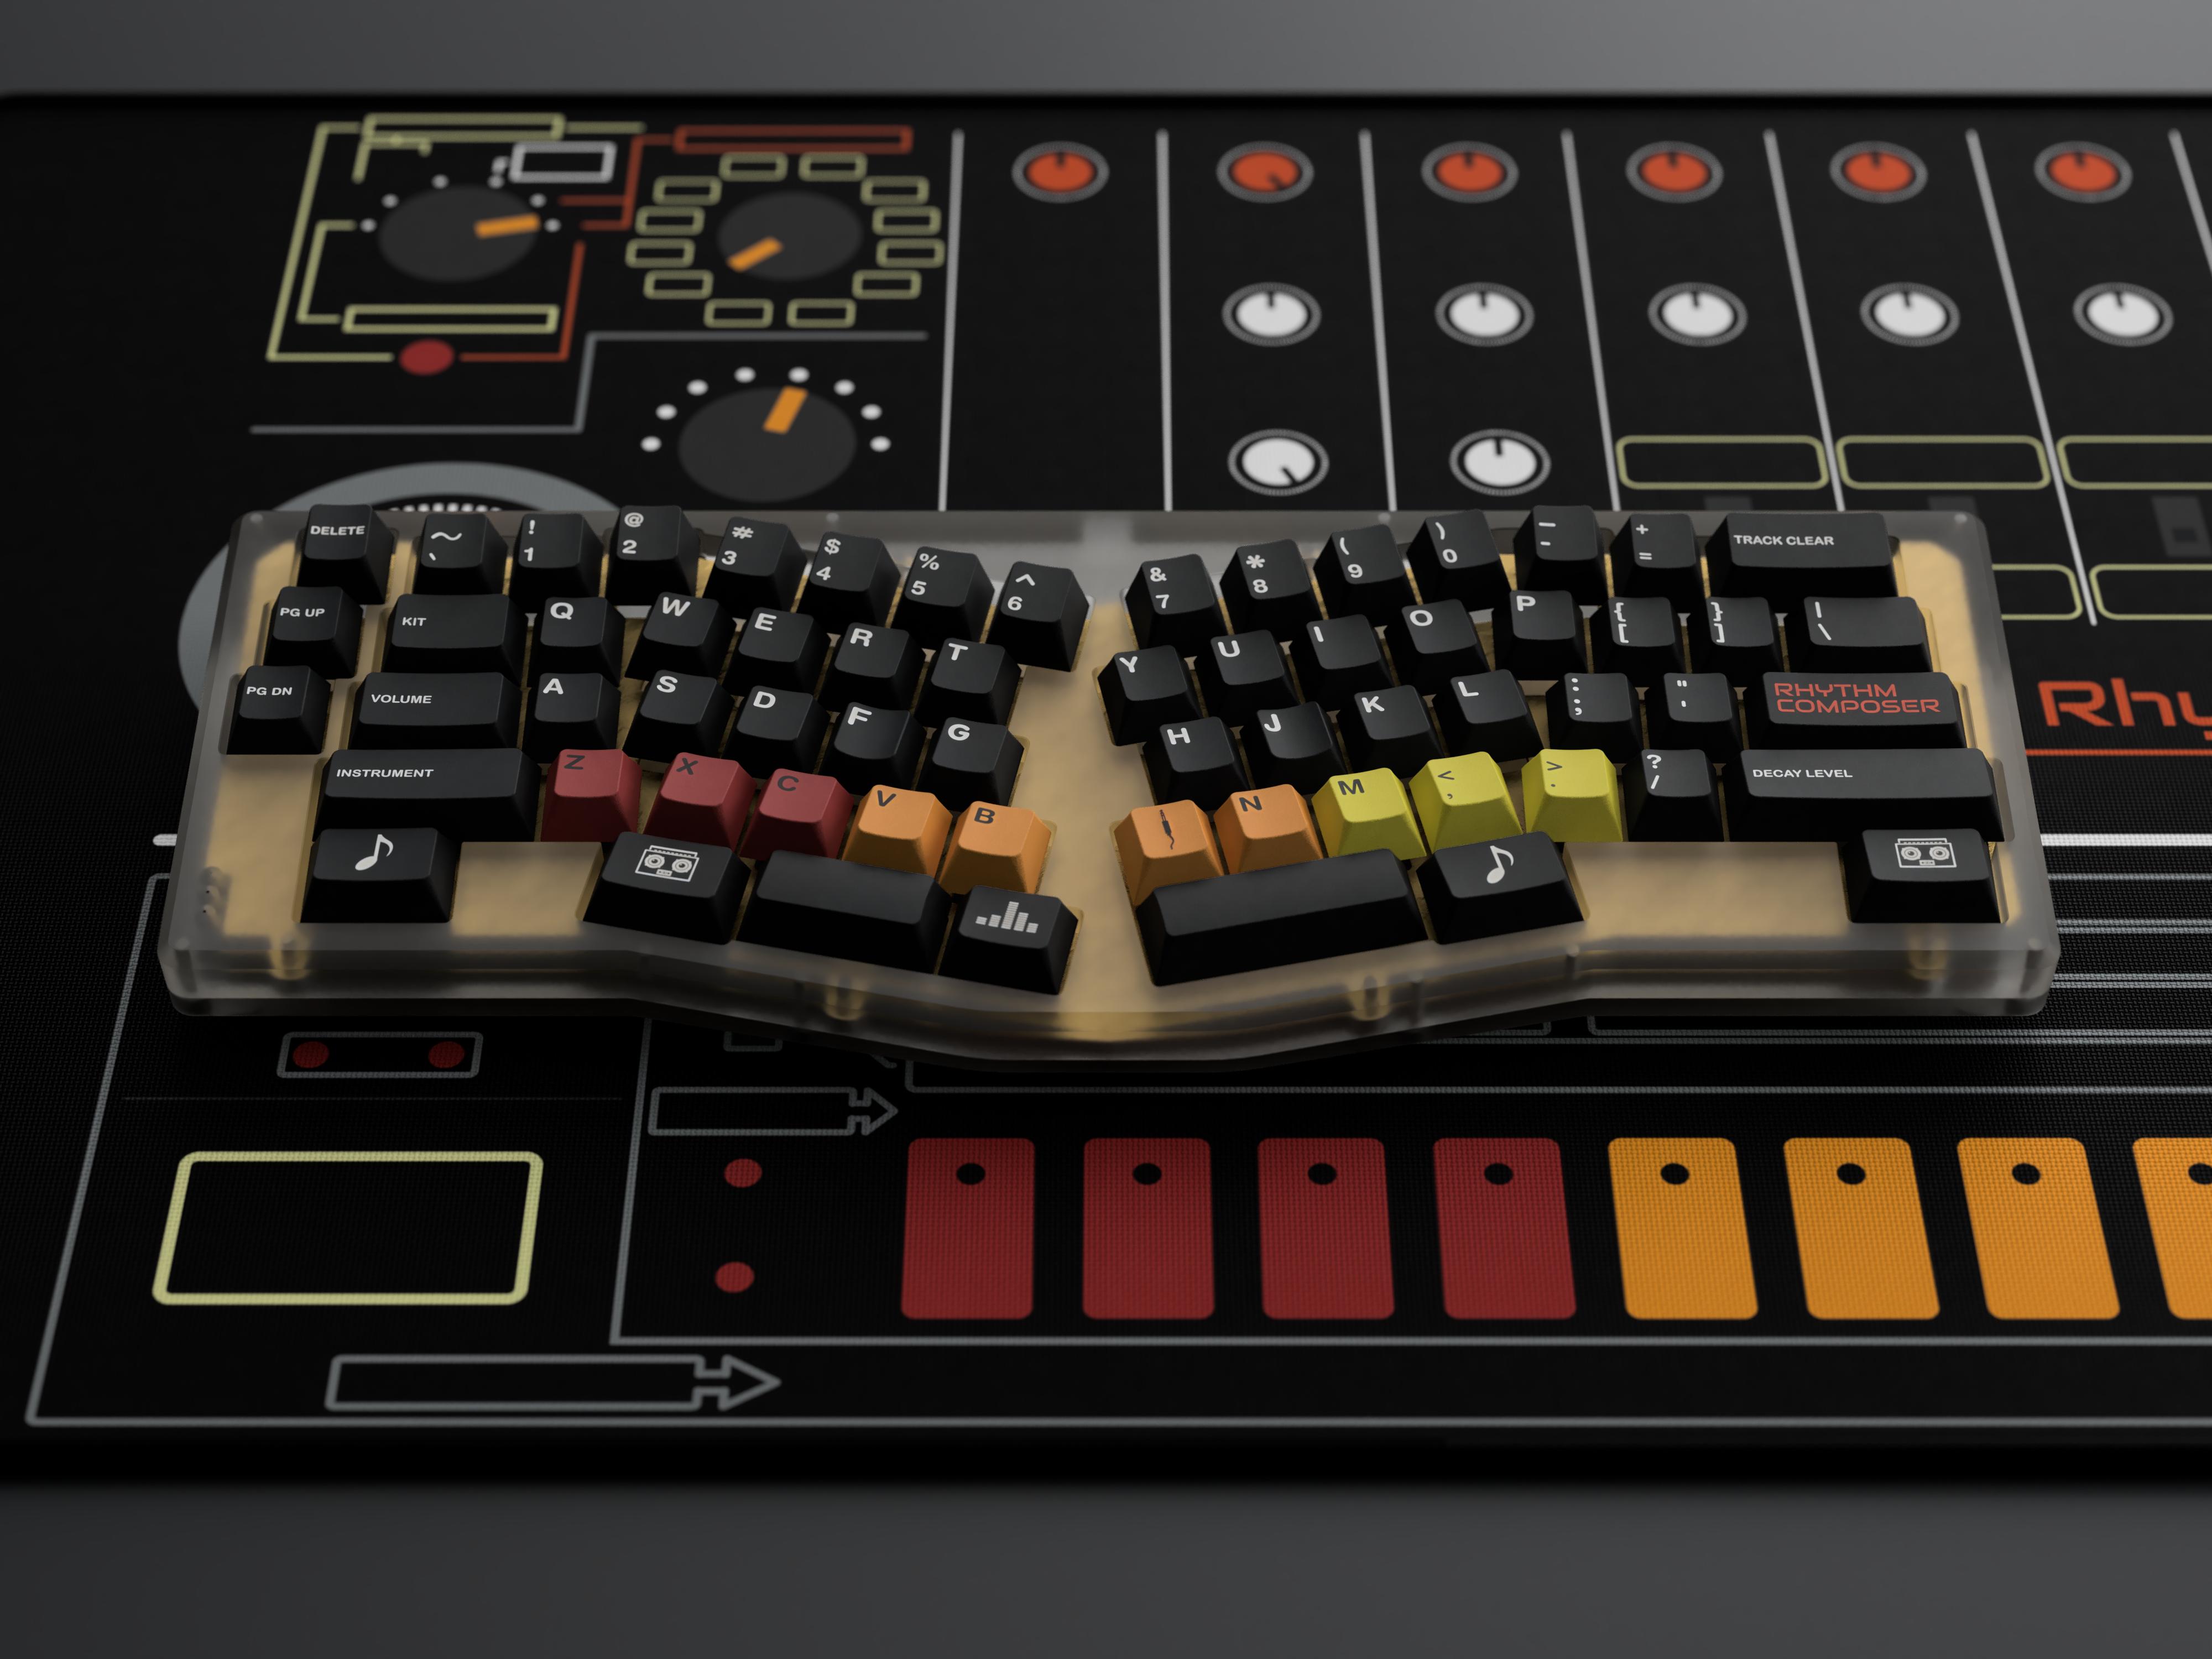 DELETE ~ ` ! 1 @ 2 # 3 $ 4 % 5 ^ 6 & 7 * 8 ( 9 ) 0 _ - + = TRACK CLEAR
PG UP KIT Q W E R T Y U I O P { [ } ] | \
PG DN VOLUME A S D F G H J K L : ; " ' RHYTHM
COMPOSER
Rhy
INSTRUMENT Z X C V B N M < , > . ? / DECAY LEVEL